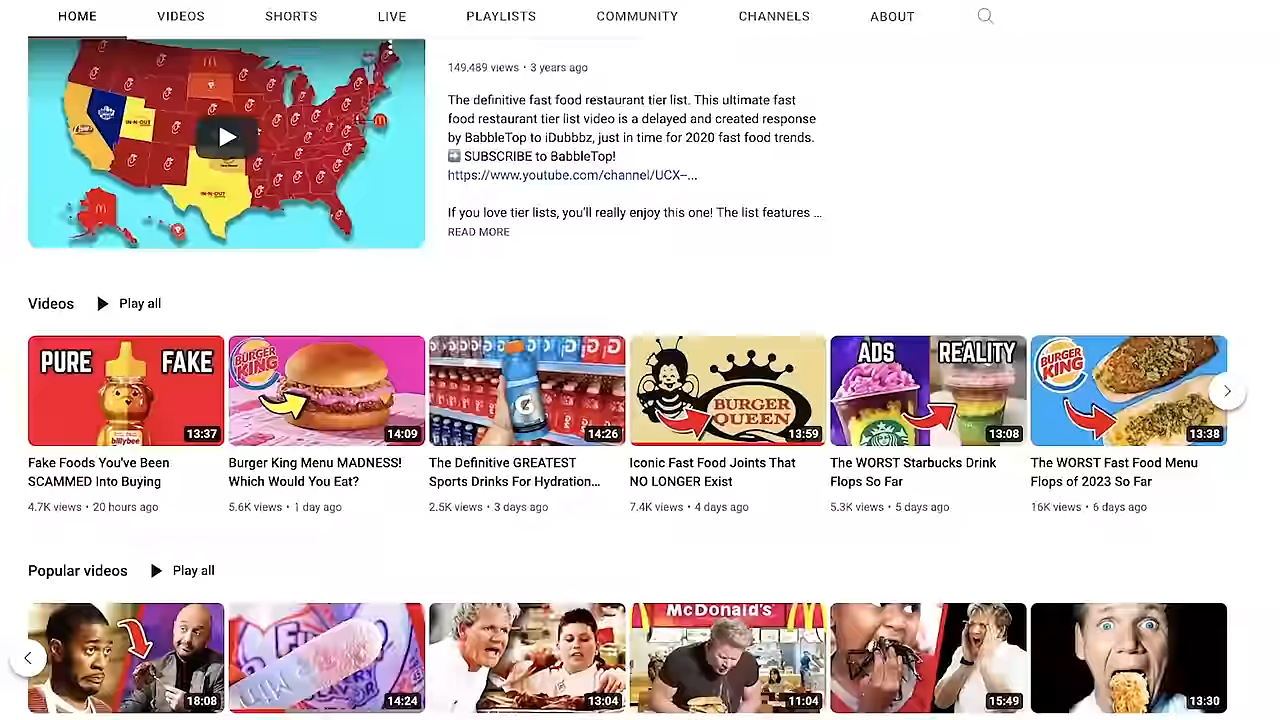 HOME VIDEOS SHORTS LIVE PLAYLISTS COMMUNITY CHANNELS ABOUT
149,489 views • 3 years ago
The definitive fast food restaurant tier list. This ultimate fast
food restaurant tier list video is a delayed and created response
by BabbleTop to iDubbbz, just in time for 2020 fast food trends.
➡ SUBSCRIBE to BabbleTop!
https://www.youtube.com/channel/UCX–...
If you love tier lists, you'll really enjoy this one! The list features ...
READ MORE
IN-N-OUT
IN-N-OUT
Videos Play all
PURE FAKE
billybee
13:37
BURGER KING
14:09
G
14:26
BURGER QUEEN
13:59
ADS REALITY
13:08
BURGER KING
13:38
Fake Foods You've Been
SCAMMED Into Buying
4.7K views • 20 hours ago
Burger King Menu MADNESS!
Which Would You Eat?
5.6K views • 1 day ago
The Definitive GREATEST
Sports Drinks For Hydration...
2.5K views • 3 days ago
Iconic Fast Food Joints That
NO LONGER Exist
7.4K views • 4 days ago
The WORST Starbucks Drink
Flops So Far
5.3K views • 5 days ago
The WORST Fast Food Menu
Flops of 2023 So Far
16K views • 6 days ago
Popular videos Play all
18:08
14:24
13:04
McDonald's
11:04
15:49
13:30